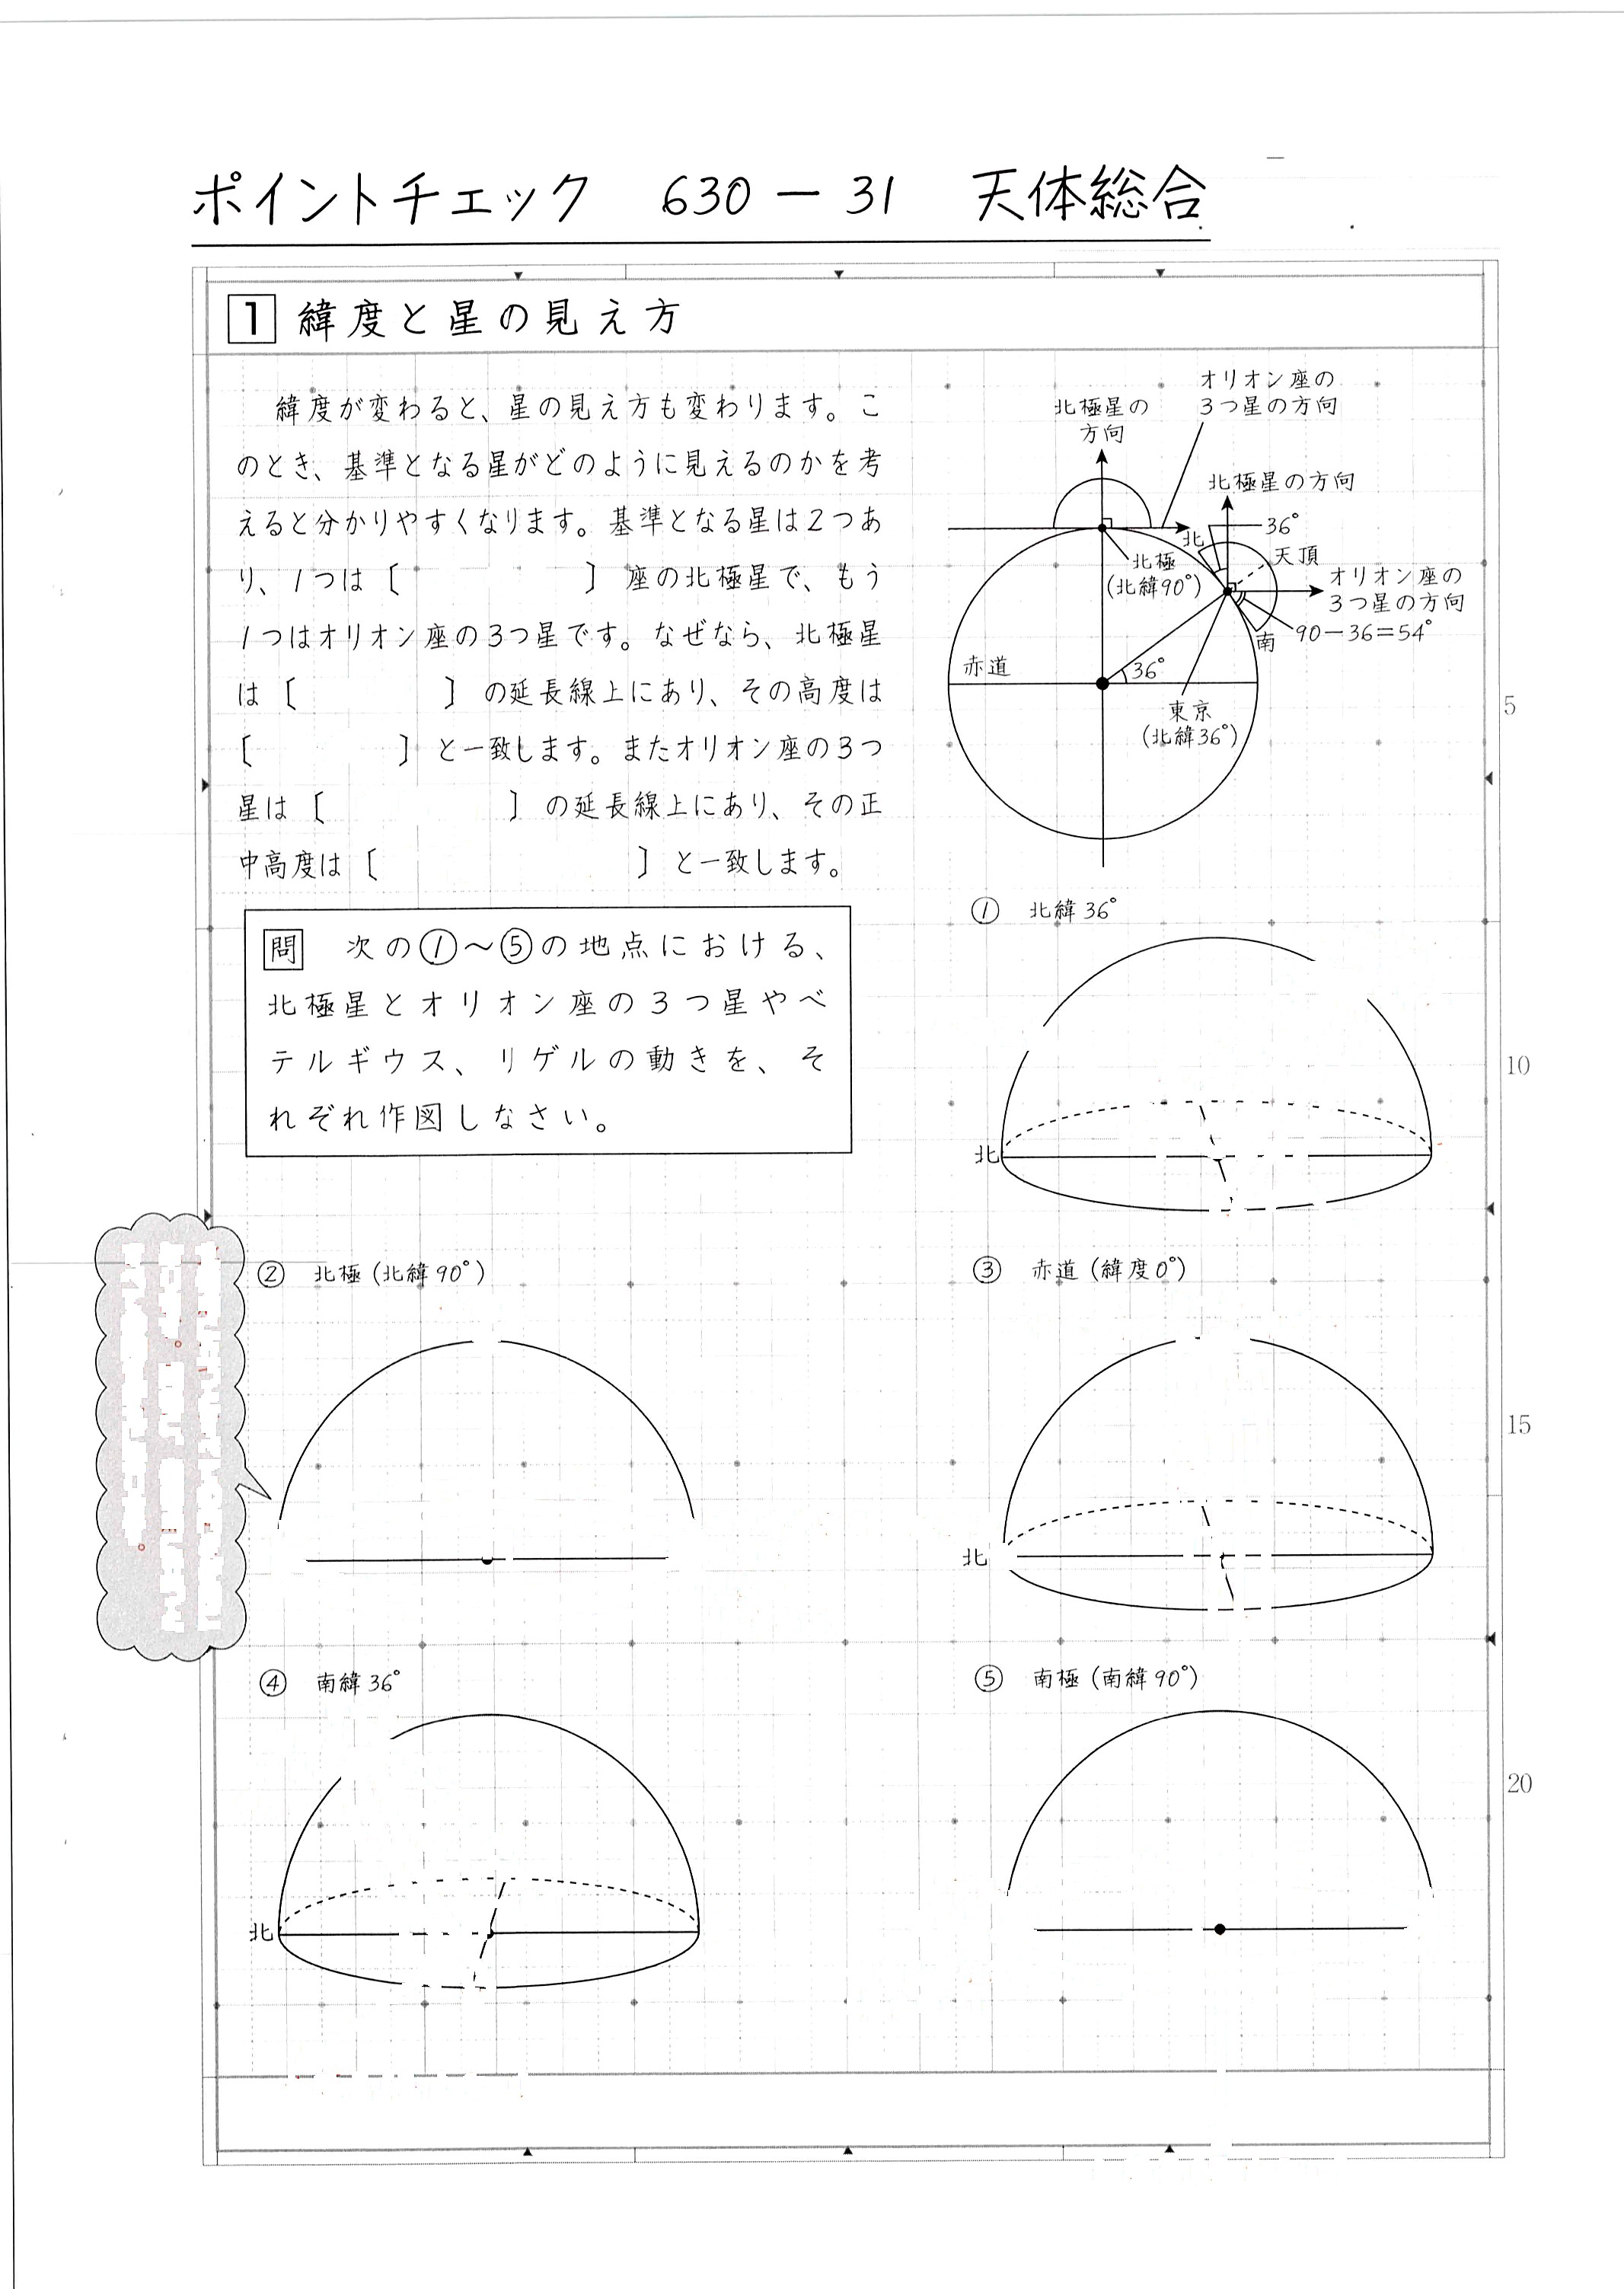 ポイントチェック　630－31　天体総合
1 緯度と星の見え方
緯度が変わると、星の見え方も変わります。こ
のとき、基準となる星がどのように見えるのかを考
えると分かりやすくなります。基準となる星は2つあ
り、1つは〔　　　　〕座の北極星で、もう
1つはオリオン座の3つ星です。なぜなら、北極星
は〔　　　　〕の延長線上にあり、その高度は
〔　　　　〕と一致します。またオリオン座の3つ
星は〔　　　　〕の延長線上にあり、その正
中高度は〔　　　　〕と一致します。
オリオン座の
3つ星の方向
北極星の
方向
北極星の方向
36°
北
天頂
北極
(北緯90°)
オリオン座の
3つ星の方向
90－36＝54°
南
赤道
36°
東京
(北緯36°)
問　次の①～⑤の地点における、
北極星とオリオン座の3つ星やベ
テルギウス、リゲルの動きを、そ
れぞれ作図しなさい。
① 北緯36°
北
② 北極(北緯90°)
③ 赤道(緯度0°)
北
④ 南緯36°
北
⑤ 南極(南緯90°)
5
10
15
20